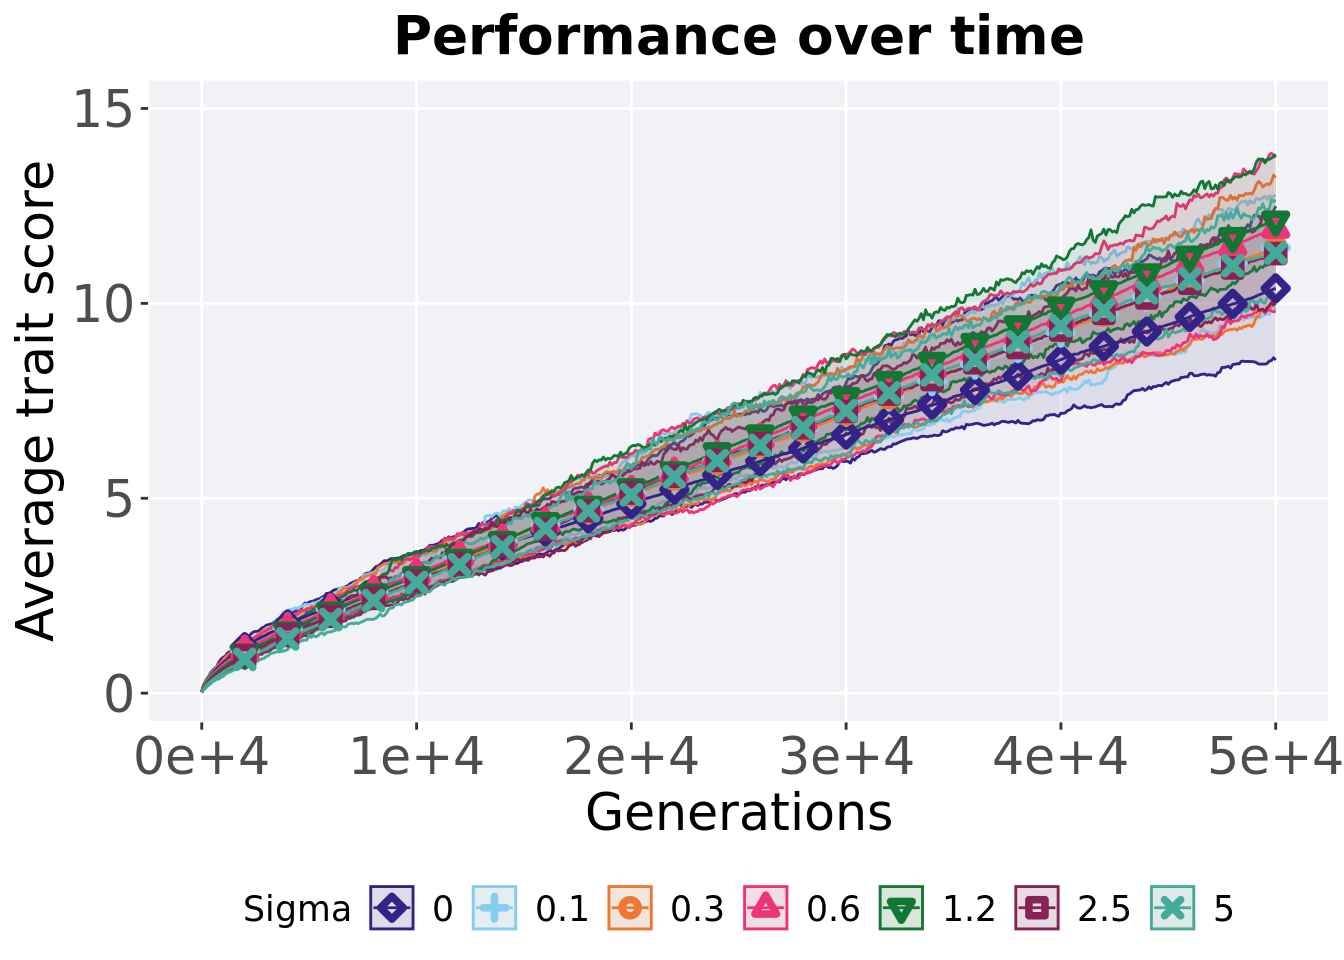 Performance over time
Average trait score
15
10
5
0
0e+4 1e+4 2e+4 3e+4 4e+4 5e+4
Generations
Sigma 0 0.1 0.3 0.6 1.2 2.5 5